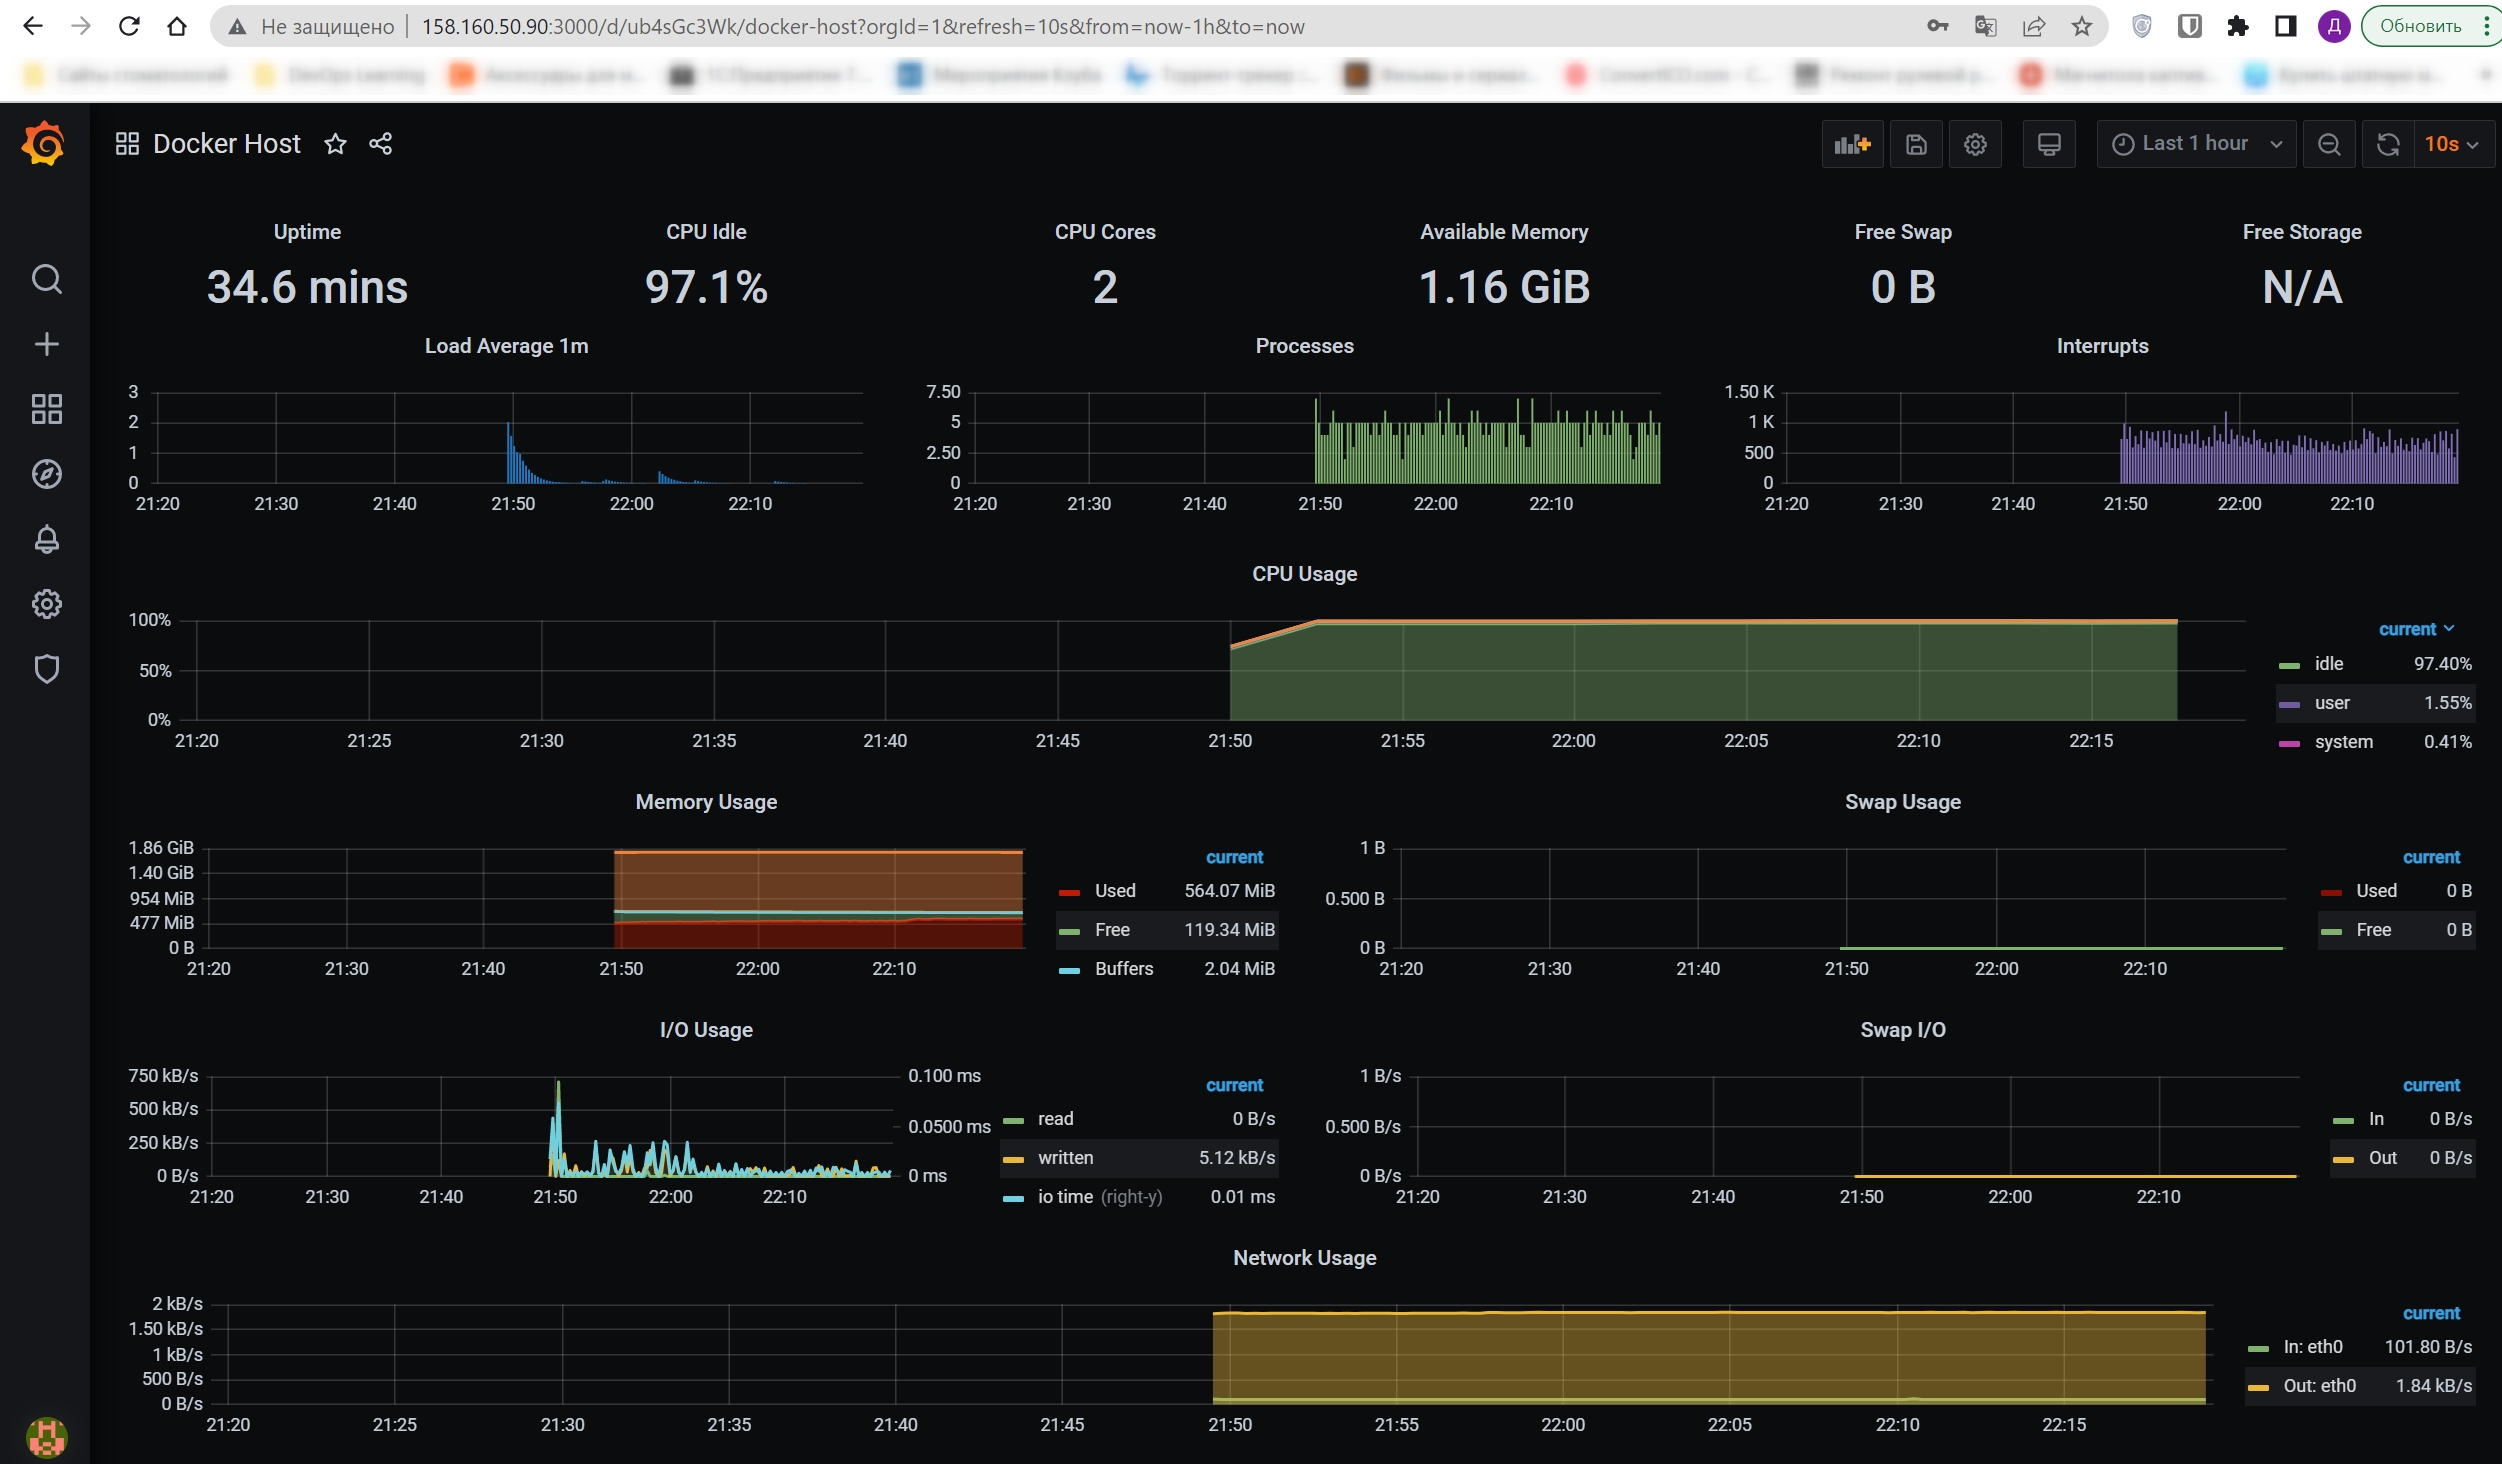 Не защищено | 158.160.50.90:3000/d/ub4sGc3Wk/docker-host?orgId=1&refresh=10s&from=now-1h&to=now
Д
Обновить
Docker Host
Last 1 hour
10s
Uptime
34.6 mins
CPU Idle
97.1%
CPU Cores
2
Available Memory
1.16 GiB
Free Swap
0 B
Free Storage
N/A
Load Average 1m
3
2
1
0
21:20 21:30 21:40 21:50 22:00 22:10
Processes
7.50
5
2.50
0
21:20 21:30 21:40 21:50 22:00 22:10
Interrupts
1.50 K
1 K
500
0
21:20 21:30 21:40 21:50 22:00 22:10
CPU Usage
100%
50%
0%
21:20 21:25 21:30 21:35 21:40 21:45 21:50 21:55 22:00 22:05 22:10 22:15
current
idle 97.40%
user 1.55%
system 0.41%
Memory Usage
1.86 GiB
1.40 GiB
954 MiB
477 MiB
0 B
21:20 21:30 21:40 21:50 22:00 22:10
current
Used 564.07 MiB
Free 119.34 MiB
Buffers 2.04 MiB
Swap Usage
1 B
0.500 B
0 B
21:20 21:30 21:40 21:50 22:00 22:10
current
Used 0 B
Free 0 B
I/O Usage
750 kB/s
500 kB/s
250 kB/s
0 B/s
0.100 ms
0.0500 ms
0 ms
21:20 21:30 21:40 21:50 22:00 22:10
current
read 0 B/s
written 5.12 kB/s
io time (right-y) 0.01 ms
Swap I/O
1 B/s
0.500 B/s
0 B/s
21:20 21:30 21:40 21:50 22:00 22:10
current
In 0 B/s
Out 0 B/s
Network Usage
2 kB/s
1.50 kB/s
1 kB/s
500 B/s
0 B/s
21:20 21:25 21:30 21:35 21:40 21:45 21:50 21:55 22:00 22:05 22:10 22:15
current
In: eth0 101.80 B/s
Out: eth0 1.84 kB/s